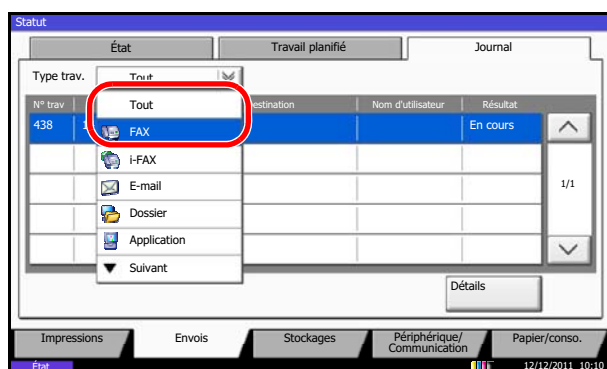 Statut
État Travail planifié Journal
Type trav. Tout
N° trav Destination Nom d'utilisateur Résultat
438 1 En cours
Tout
FAX
i-FAX
E-mail
1/1
Dossier
Application
Suivant
Détails
Impressions Envois Stockages Périphérique/
Communication Papier/conso.
État 12/12/2011 10:10